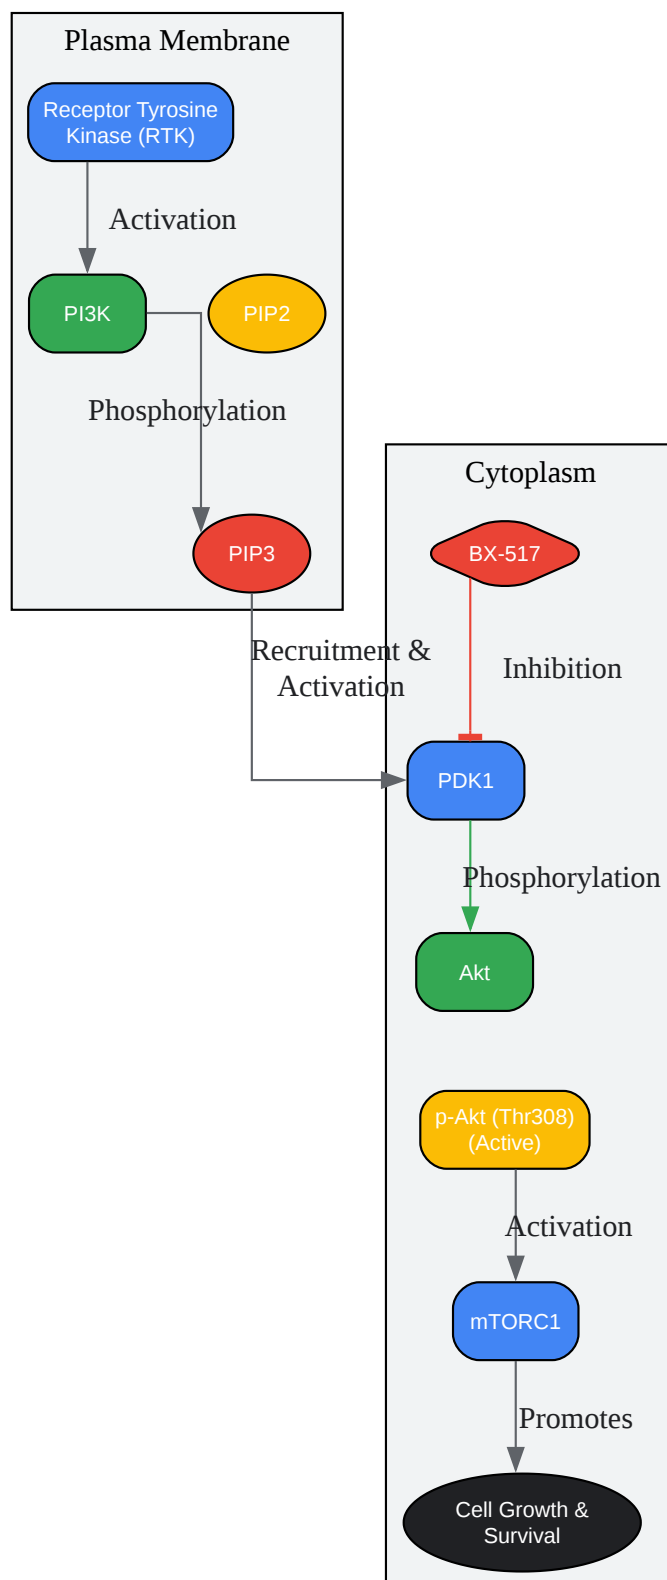 Plasma Membrane
Receptor Tyrosine
Kinase (RTK)
Activation
PI3K
PIP2
Phosphorylation
PIP3
Cytoplasm
BX-517
Recruitment &
Activation
Inhibition
PDK1
Phosphorylation
Akt
p-Akt (Thr308)
(Active)
Activation
mTORC1
Promotes
Cell Growth &
Survival